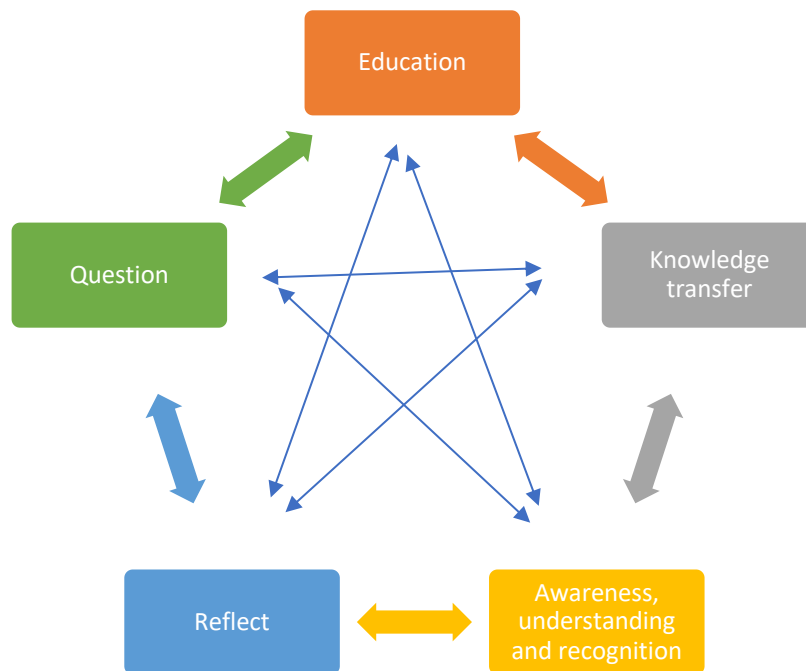 Education
Question
Knowledge
transfer
Reflect
Awareness,
understanding
and recognition